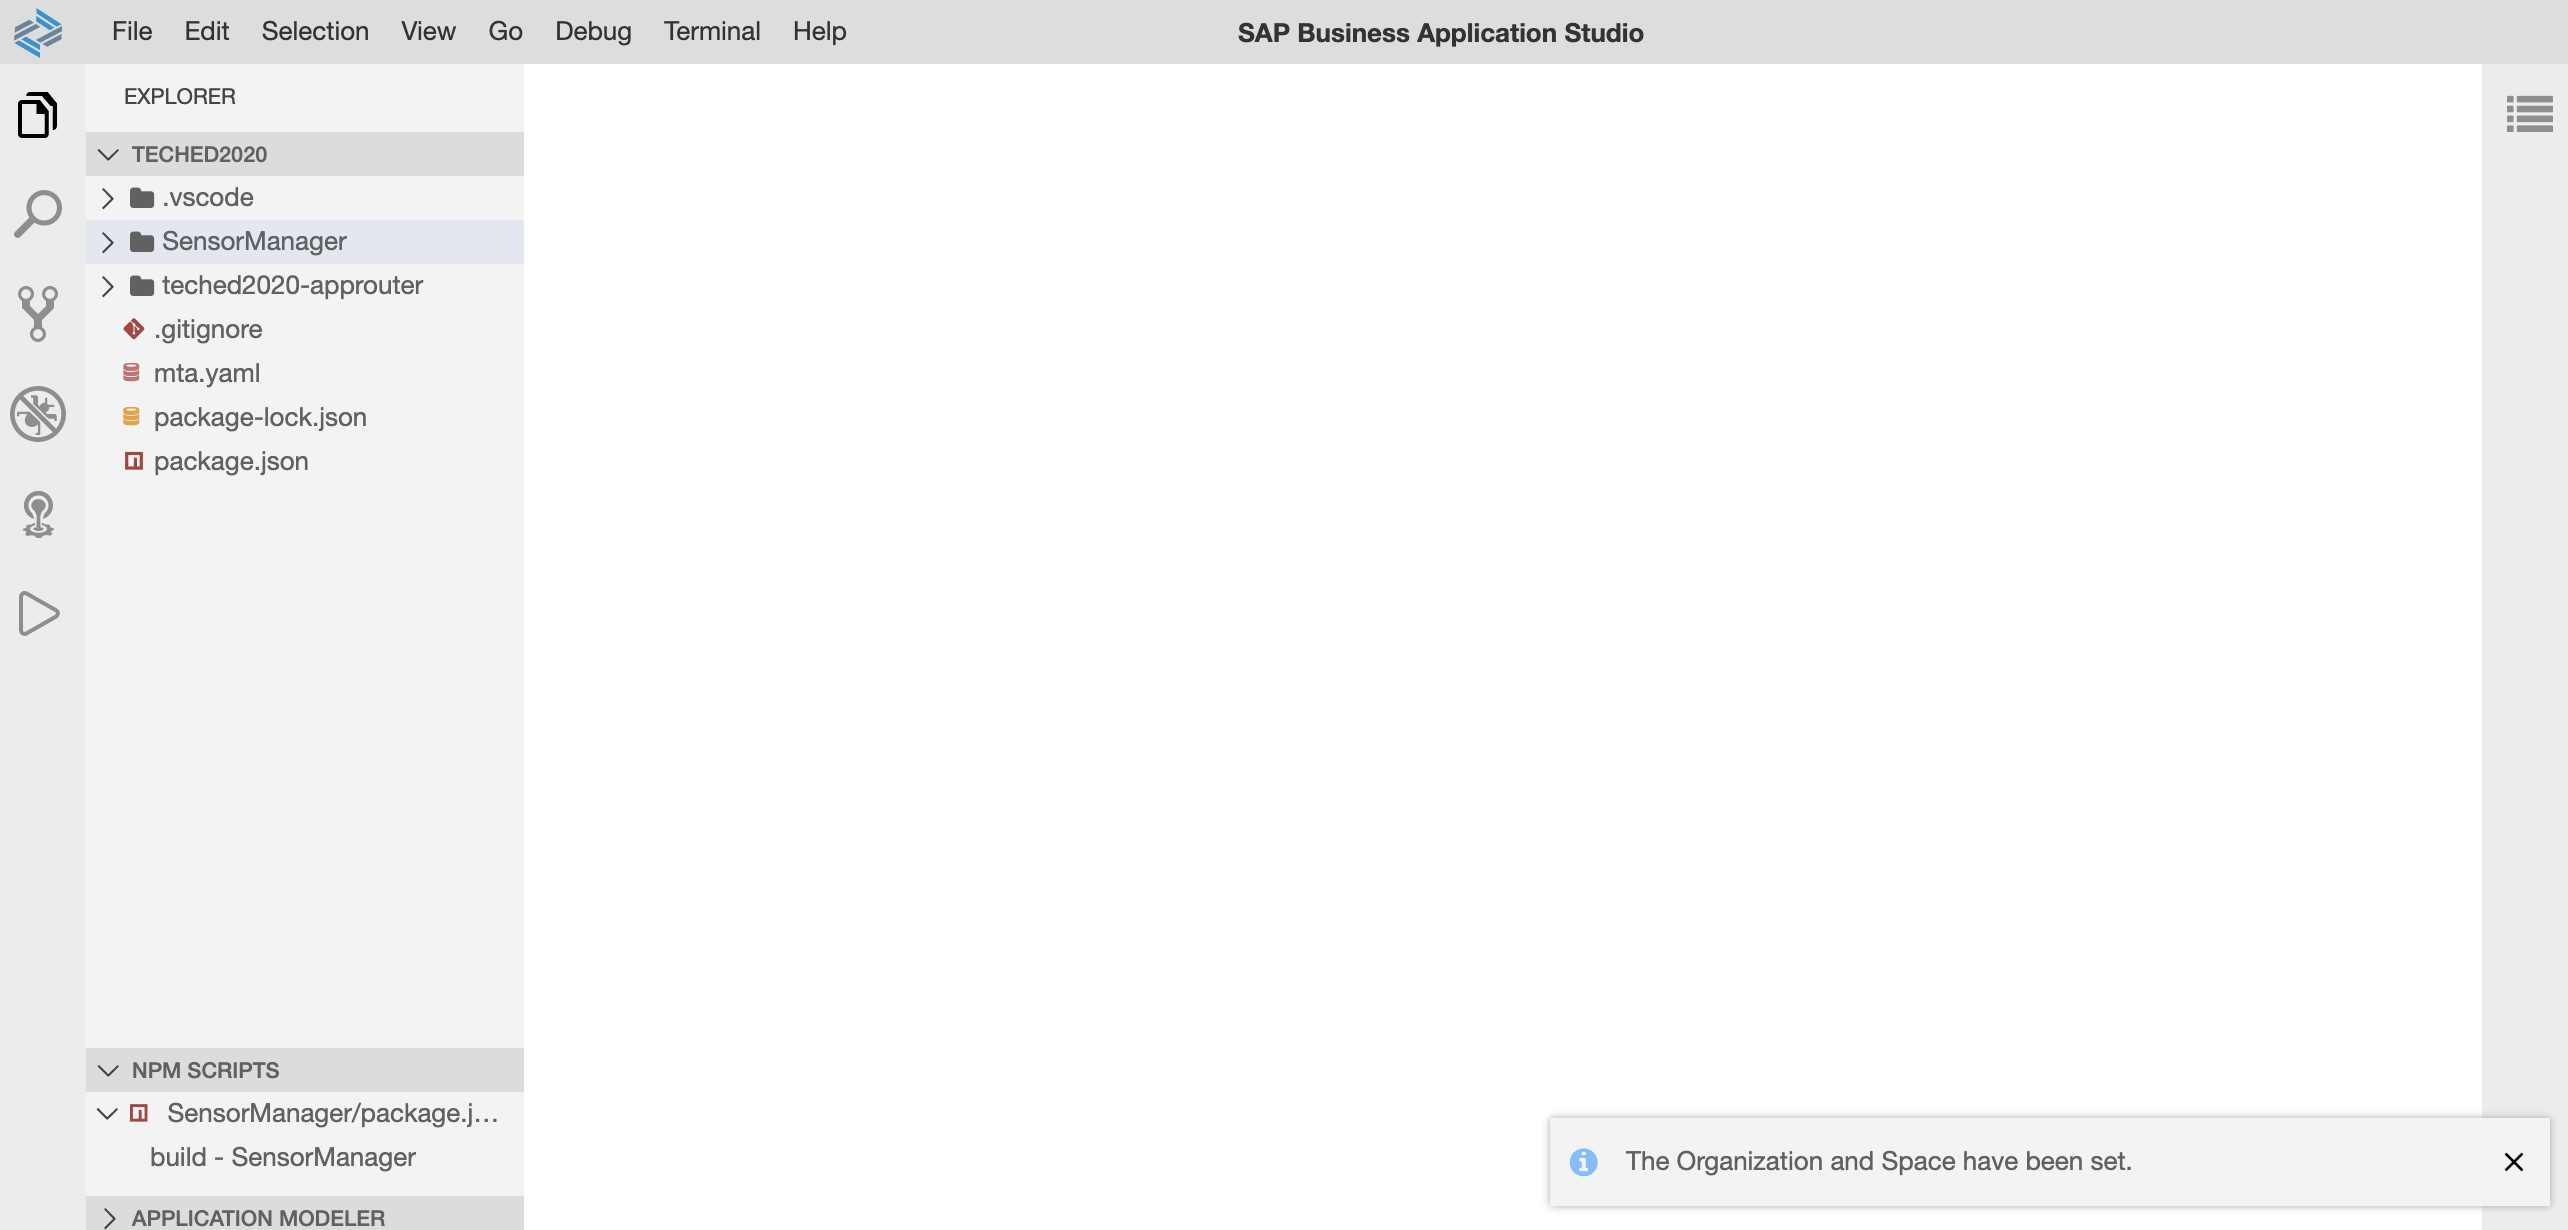 File Edit Selection View Go Debug Terminal Help
SAP Business Application Studio
EXPLORER
TECHED2020
.vscode
SensorManager
teched2020-approuter
.gitignore
mta.yaml
package-lock.json
package.json
NPM SCRIPTS
SensorManager/package.j...
build - SensorManager
APPLICATION MODELER
The Organization and Space have been set.